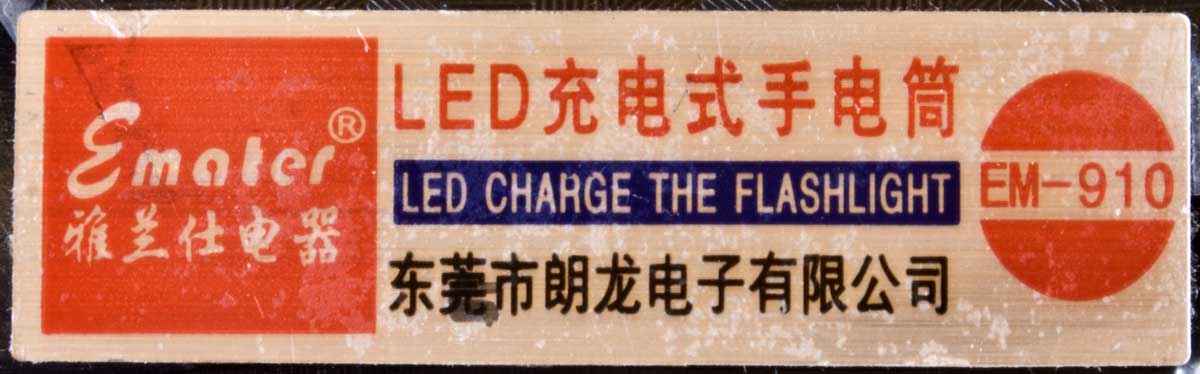 Emater®
雅兰仕电器
LED充电式手电筒
LED CHARGE THE FLASHLIGHT
东莞市朗龙电子有限公司
EM-910